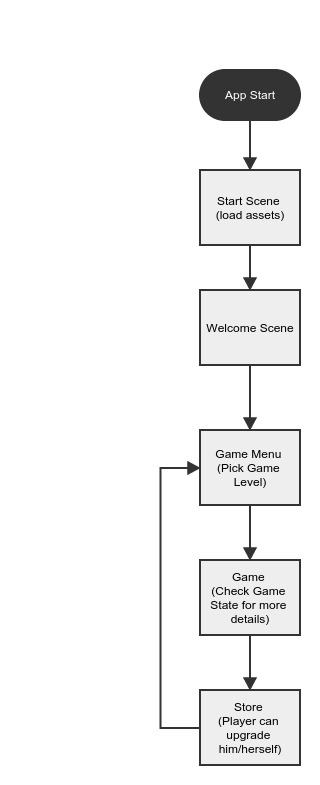 App Start
Start Scene
(load assets)
Welcome Scene
Game Menu
(Pick Game
Level)
Game
(Check Game
State for more
details)
Store
(Player can
upgrade
him/herself)